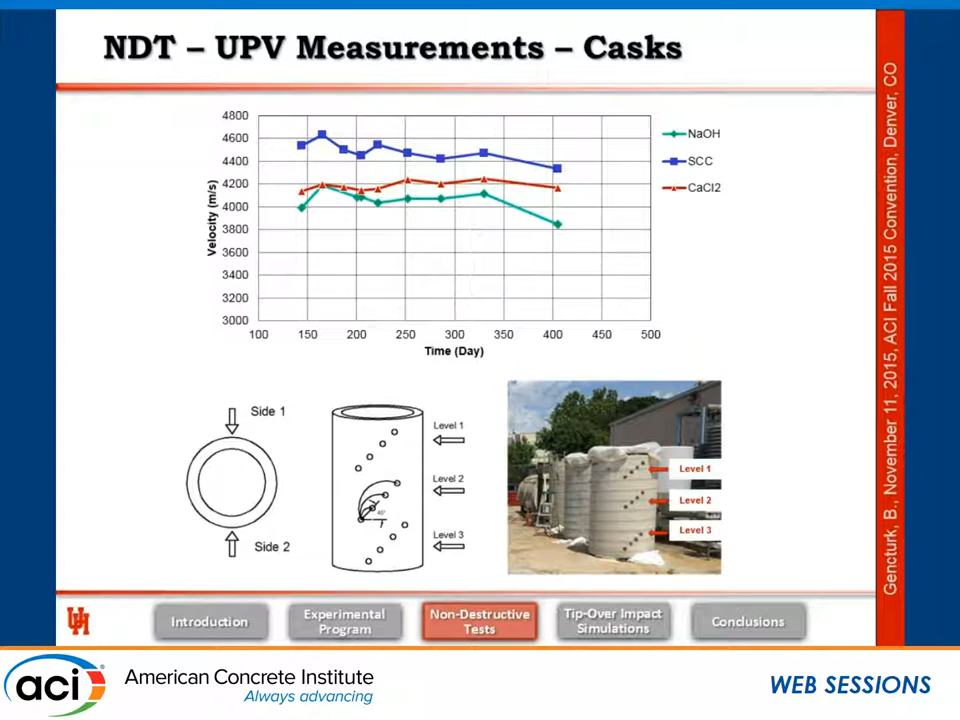 NDT – UPV Measurements – Casks
4800
4600
4400
4200
4000
3800
3600
3400
3200
3000
Velocity (m/s)
100 150 200 250 300 350 400 450 500
Time (Day)
NaOH
SCC
CaCl2
Side 1
Side 2
Level 1
Level 2
45°
Level 3
Level 1
Level 2
Level 3
Gencturk, B., November 11, 2015, ACI Fall 2015 Convention, Denver, CO
UH
Introduction
Experimental
Program
Non-Destructive
Tests
Tip-Over Impact
Simulations
Conclusions
aci®
American Concrete Institute
Always advancing
WEB SESSIONS